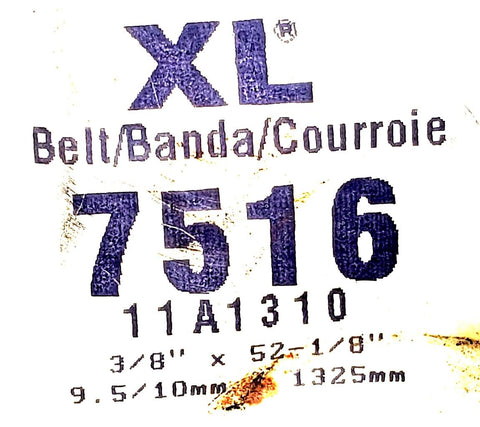 XL®
Belt/Banda/Courroie
7516
11A1310
3/8" x 52-1/8"
9.5/10mm 1325mm